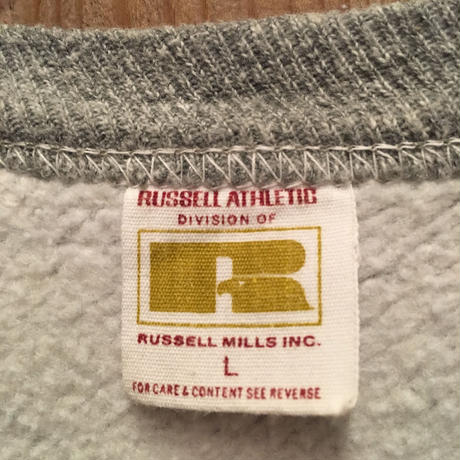 RUSSELL ATHLETIC
DIVISION OF
R
RUSSELL MILLS INC.
L
FOR CARE & CONTENT SEE REVERSE